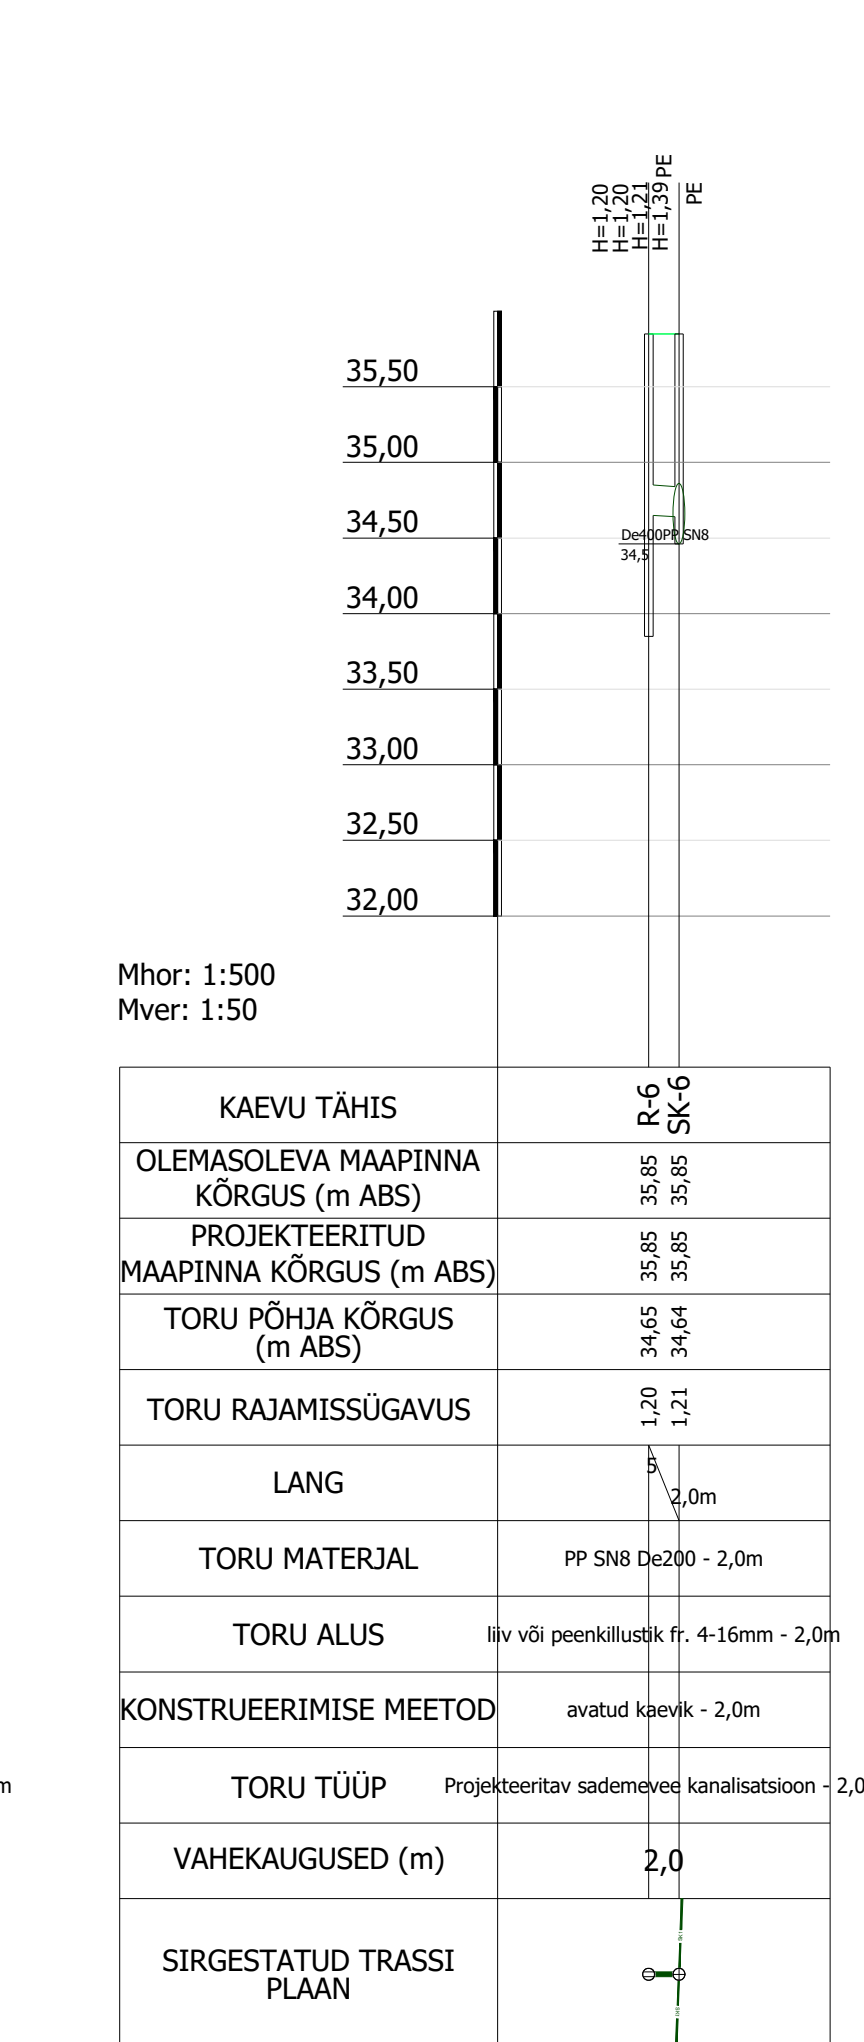 H=1,20
H=1,20
H=1,21
H=1,39
PE
PE
35,50
35,00
34,50
De400PP SN8
34,5
34,00
33,50
33,00
32,50
32,00
Mhor: 1:500
Mver: 1:50
KAEVU TÄHIS
R-6
SK-6
OLEMASOLEVA MAAPINNA
KÕRGUS (m ABS)
35,85
35,85
PROJEKTEERITUD
MAAPINNA KÕRGUS (m ABS)
35,85
35,85
TORU PÕHJA KÕRGUS
(m ABS)
34,65
34,64
TORU RAJAMISSÜGAVUS
1,20
1,21
LANG
5
2,0m
TORU MATERJAL
PP SN8 De200 - 2,0m
TORU ALUS
liiv või peenkillustik fr. 4-16mm - 2,0m
KONSTRUEERIMISE MEETOD
avatud kaevik - 2,0m
m
TORU TÜÜP
Projekteeritav sademevee kanalisatsioon - 2,0
VAHEKAUGUSED (m)
2,0
SIRGESTATUD TRASSI
PLAAN